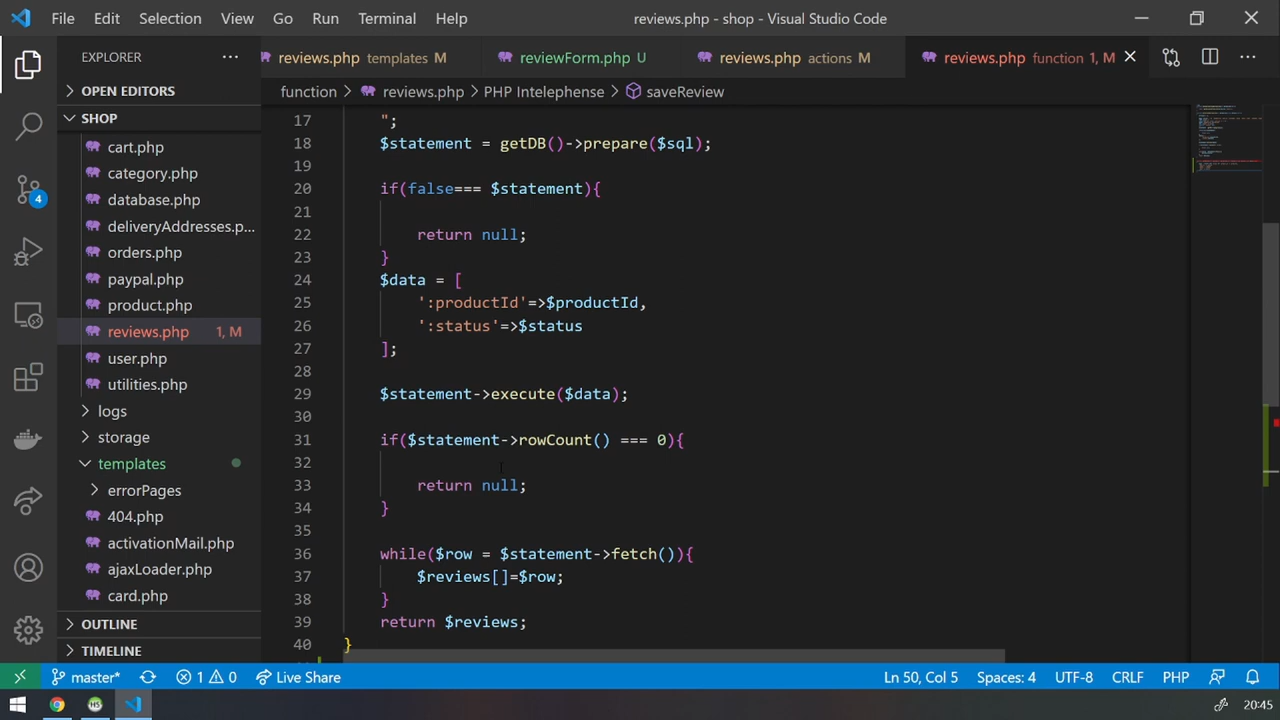 File Edit Selection View Go Run Terminal Help reviews.php - shop - Visual Studio Code
EXPLORER
reviews.php templates M reviewForm.php U reviews.php actions M reviews.php function 1, M
OPEN EDITORS
function reviews.php PHP Intelephense saveReview
SHOP
cart.php
category.php
database.php
deliveryAddresses.p...
orders.php
paypal.php
product.php
reviews.php 1, M
user.php
utilities.php
logs
storage
templates
errorPages
404.php
activationMail.php
ajaxLoader.php
card.php
OUTLINE
TIMELINE
4
17 ";
18 $statement = getDB()->prepare($sql);
19
20 if(false=== $statement){
21
22 return null;
23 }
24 $data = [
25 ':productId'=>$productId,
26 ':status'=>$status
27 ];
28
29 $statement->execute($data);
30
31 if($statement->rowCount() === 0){
32
33 return null;
34 }
35
36 while($row = $statement->fetch()){
37 $reviews[]=$row;
38 }
39 return $reviews;
40 }
master* 1 0 Live Share Ln 50, Col 5 Spaces: 4 UTF-8 CRLF PHP
20:45